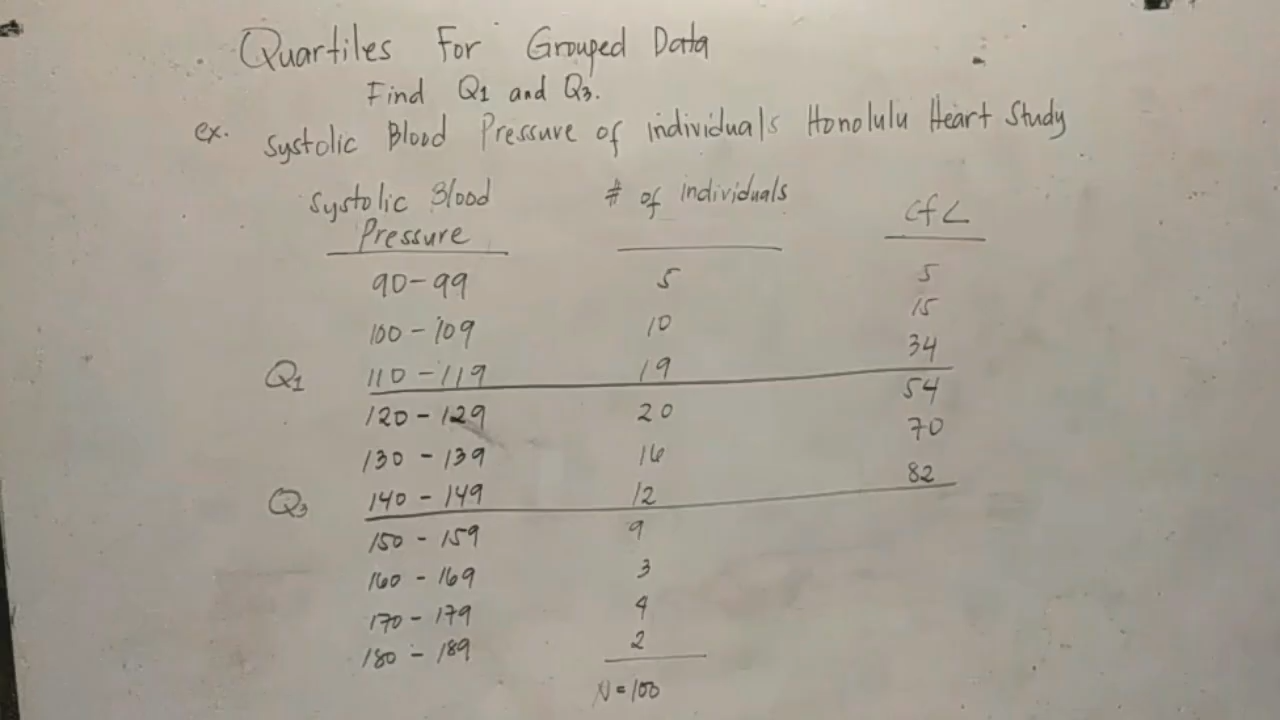 Quartiles For Grouped Data
Find Q1 and Q3.
ex. Systolic Blood Pressure of individuals Honolulu Heart Study
Systolic Blood Pressure # of individuals cf<
90-99 5 5
100-109 10 15
Q1 110-119 19 34
120-129 20 54
130-139 16 70
Q3 140-149 12 82
150-159 9
160-169 3
170-179 4
180-189 2
N=100